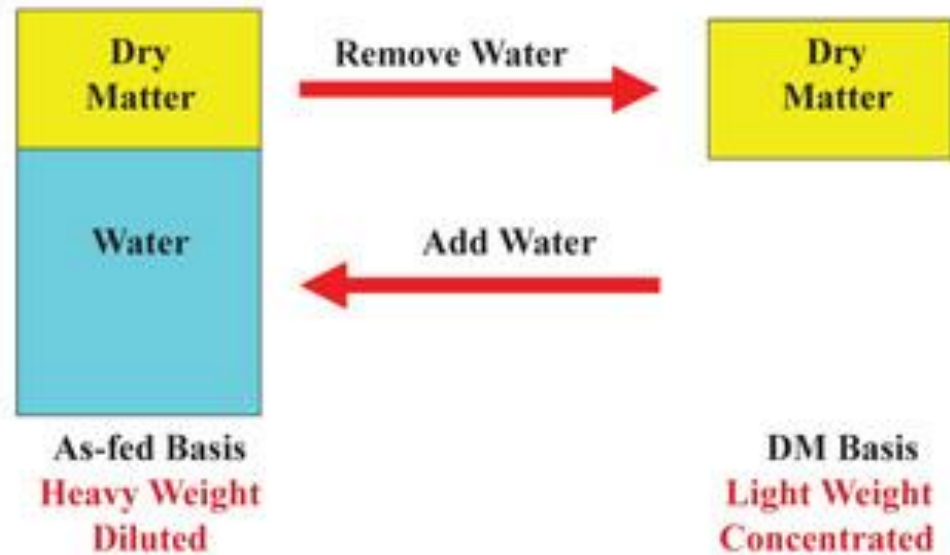 Dry
Matter
Remove Water
Dry
Matter
Water
Add Water
As-fed Basis
Heavy Weight
Diluted
DM Basis
Light Weight
Concentrated